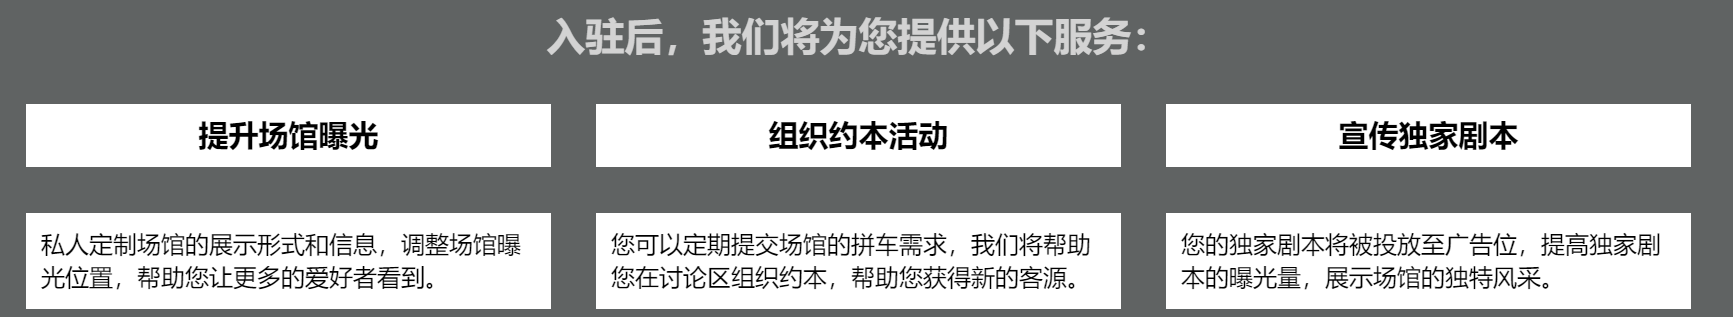 入驻后，我们将为您提供以下服务：
提升场馆曝光
组织约本活动
宣传独家剧本
私人定制场馆的展示形式和信息，调整场馆曝
光位置，帮助您让更多的爱好者看到。
您可以定期提交场馆的拼车需求，我们将帮助
您在讨论区组织约本，帮助您获得新的客源。
您的独家剧本将被投放至广告位，提高独家剧
本的曝光量，展示场馆的独特风采。